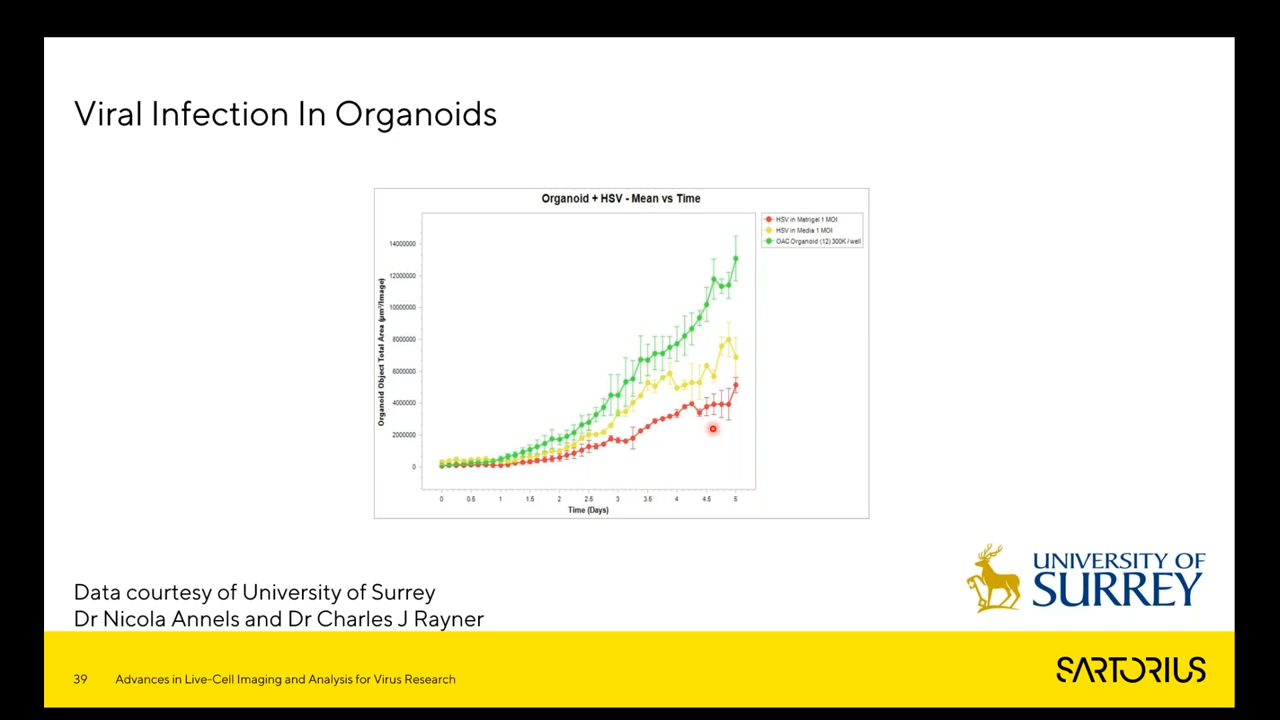 Viral Infection In Organoids
Organoid + HSV - Mean vs Time
HSV in Matrigel 1 MOI
HSV in Media 1 MOI
OAC Organoid (12) 300K / well
Organoid Object Total Area (µm²/Image)
14000000
12000000
10000000
8000000
6000000
4000000
2000000
0
0 0.5 1 1.5 2 2.5 3 3.5 4 4.5 5
Time (Days)
Data courtesy of University of Surrey
Dr Nicola Annels and Dr Charles J Rayner
UNIVERSITY OF
SURREY
39 Advances in Live-Cell Imaging and Analysis for Virus Research
SARTORIUS